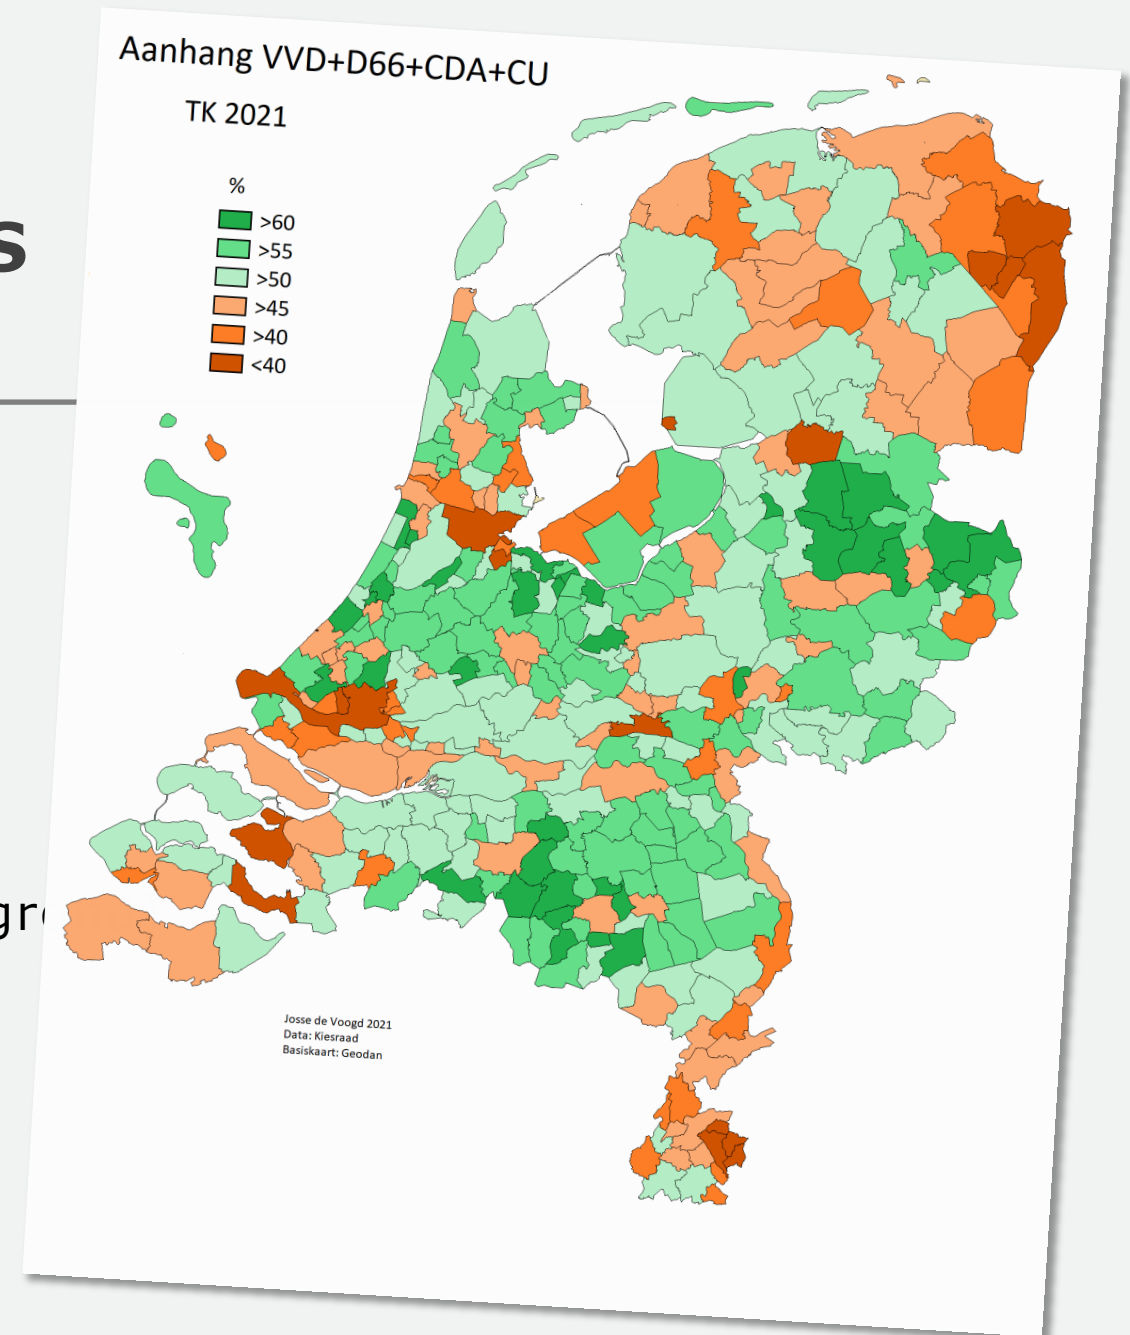 Aanhang VVD+D66+CDA+CU
TK 2021
%
>60
>55
>50
>45
>40
<40
s
gr
Josse de Voogd 2021
Data: Kiesraad
Basiskaart: Geodan